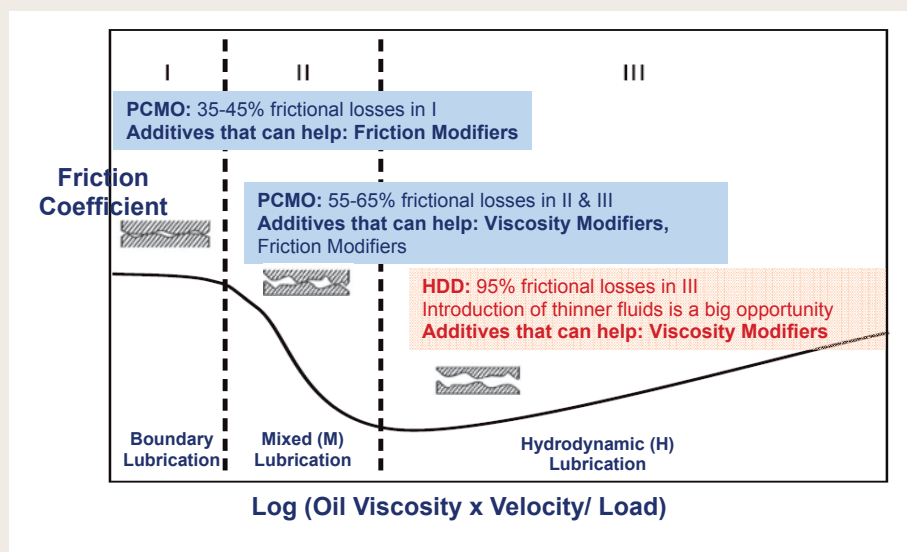 I
II
III
PCMO: 35-45% frictional losses in I
Additives that can help: Friction Modifiers
Friction
Coefficient
PCMO: 55-65% frictional losses in II & III
Additives that can help: Viscosity Modifiers,
Friction Modifiers
HDD: 95% frictional losses in III
Introduction of thinner fluids is a big opportunity
Additives that can help: Viscosity Modifiers
Boundary
Lubrication
Mixed (M)
Lubrication
Hydrodynamic (H)
Lubrication
Log (Oil Viscosity x Velocity/ Load)